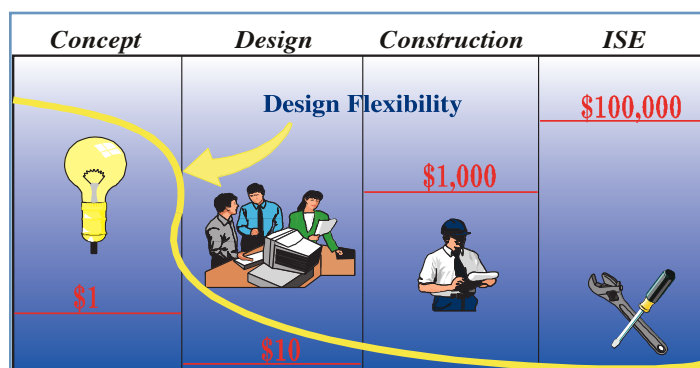 Concept Design Construction ISE
Design Flexibility
$100,000
$1,000
$1
$10